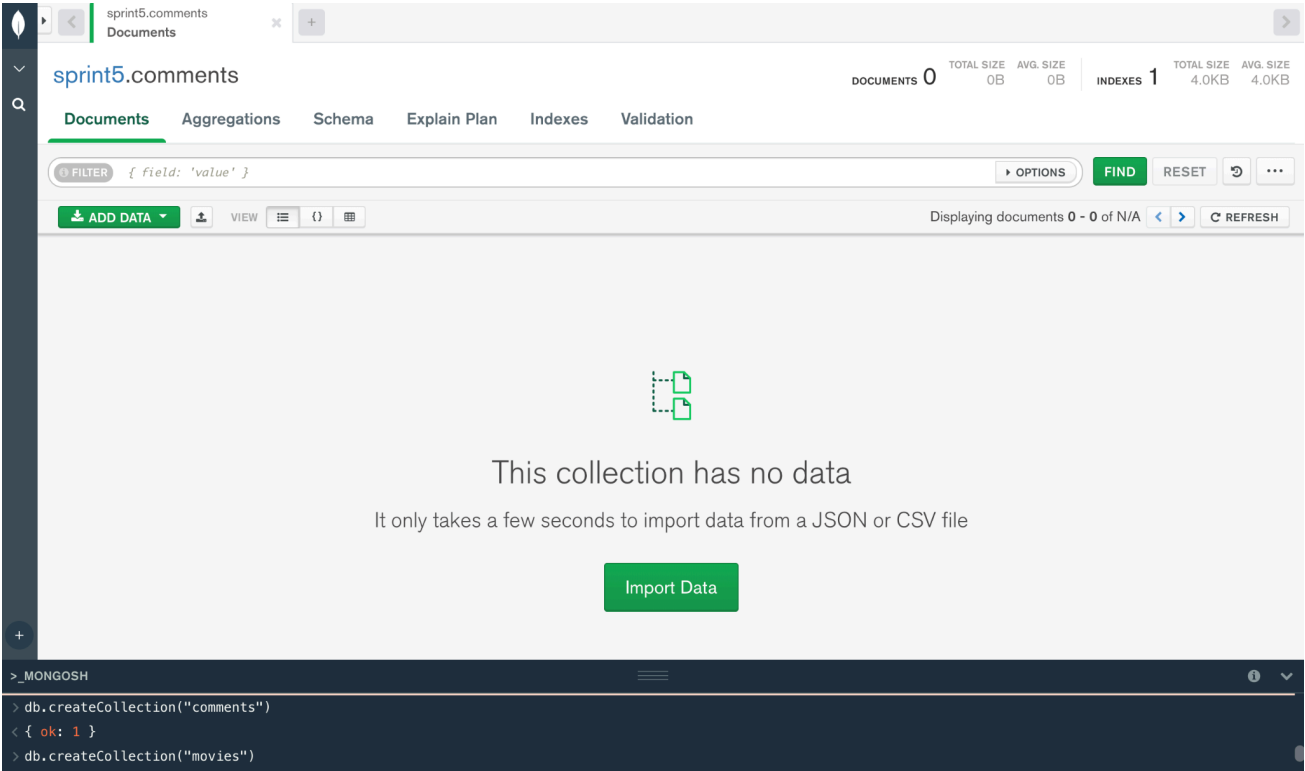 sprint5.comments
Documents
+
sprint5.comments
DOCUMENTS 0 TOTAL SIZE 0B AVG. SIZE 0B INDEXES 1 TOTAL SIZE 4.0KB AVG. SIZE 4.0KB
Documents Aggregations Schema Explain Plan Indexes Validation
FILTER { field: 'value' } OPTIONS FIND RESET ...
ADD DATA VIEW {} Displaying documents 0 - 0 of N/A < > REFRESH
This collection has no data
It only takes a few seconds to import data from a JSON or CSV file
Import Data
+
>_MONGOSH
> db.createCollection("comments")
< { ok: 1 }
> db.createCollection("movies")